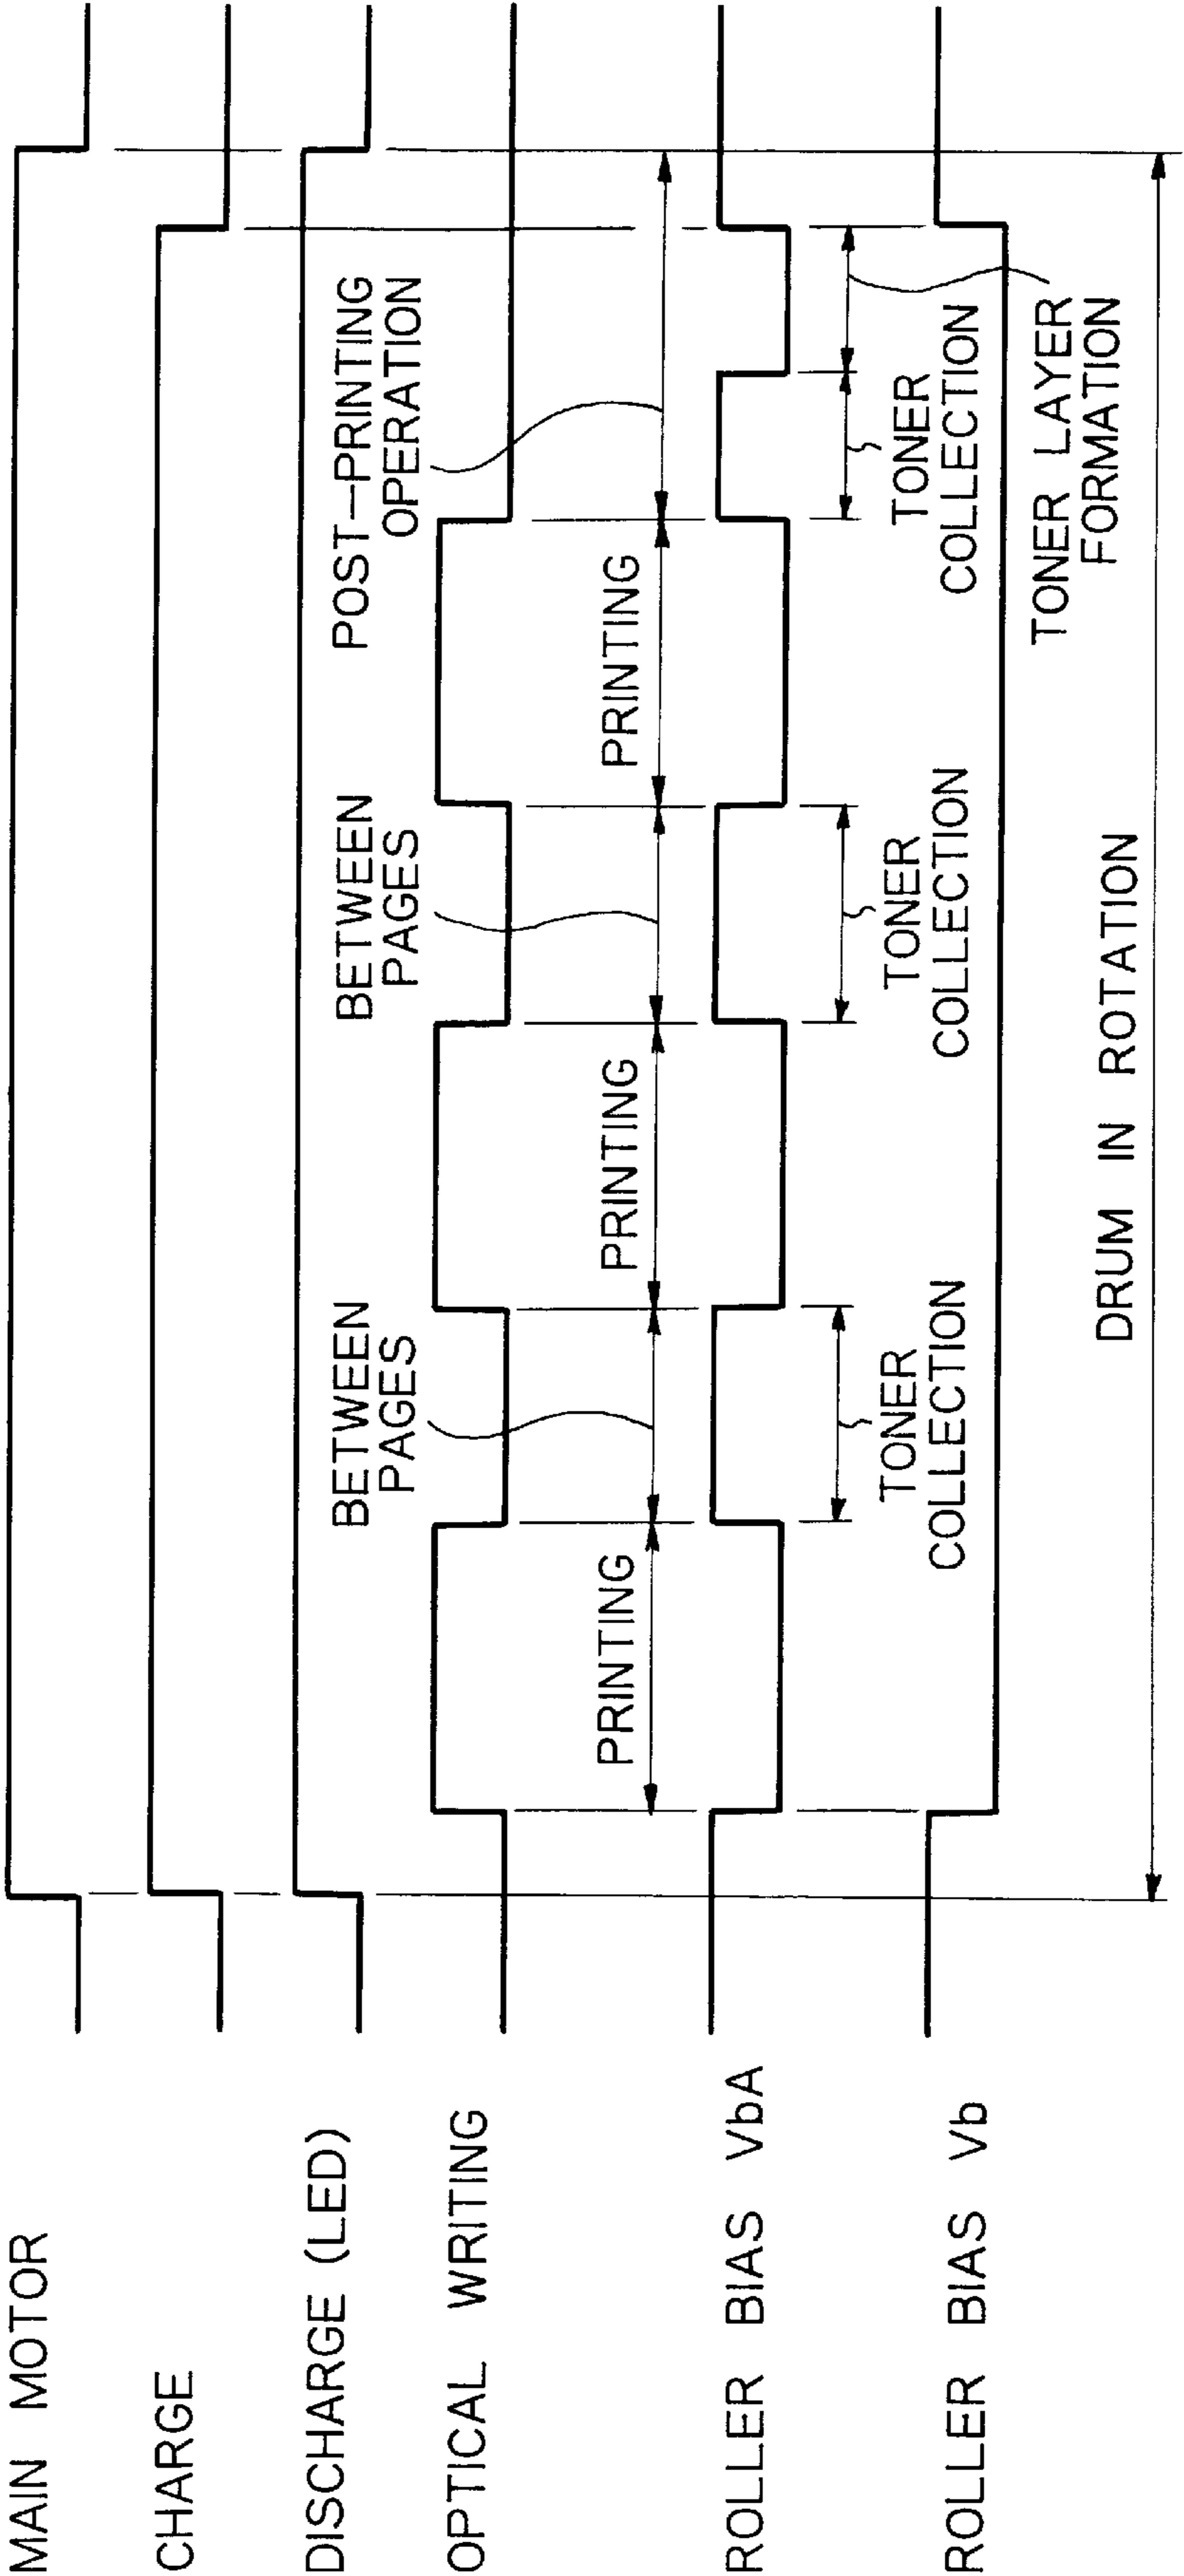 MAIN MOTOR
CHARGE
DISCHARGE (LED)
BETWEEN
PAGES
BETWEEN
PAGES
POST-PRINTING
OPERATION
OPTICAL WRITING
PRINTING
PRINTING
PRINTING
ROLLER BIAS VbA
TONER
COLLECTION
TONER
COLLECTION
TONER
COLLECTION
ROLLER BIAS Vb
TONER LAYER
FORMATION
DRUM IN ROTATION